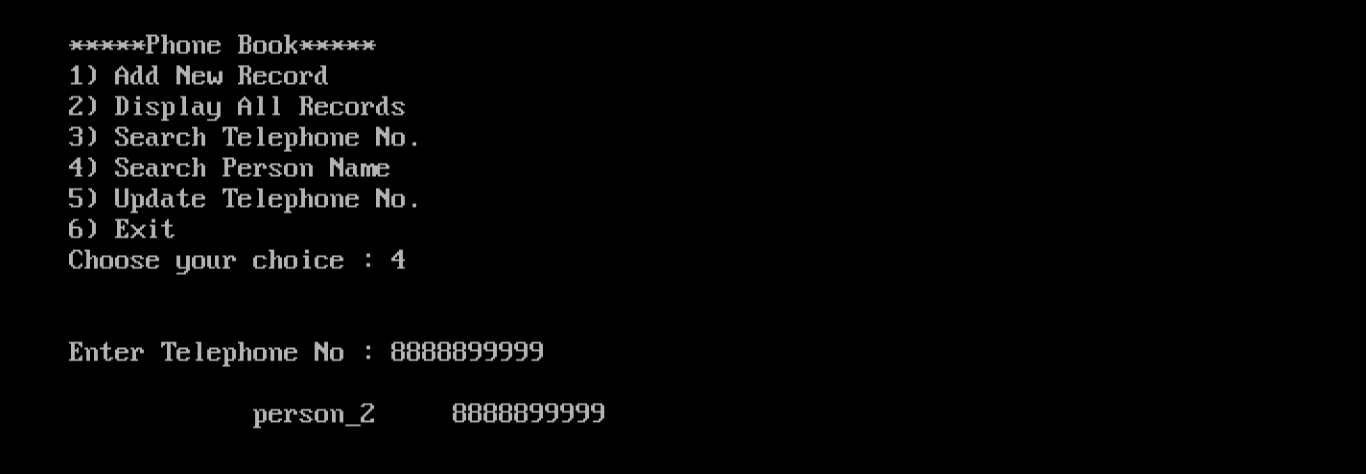 *****Phone Book*****
1) Add New Record
2) Display All Records
3) Search Telephone No.
4) Search Person Name
5) Update Telephone No.
6) Exit
Choose your choice : 4
Enter Telephone No : 8888899999
person_2 8888899999